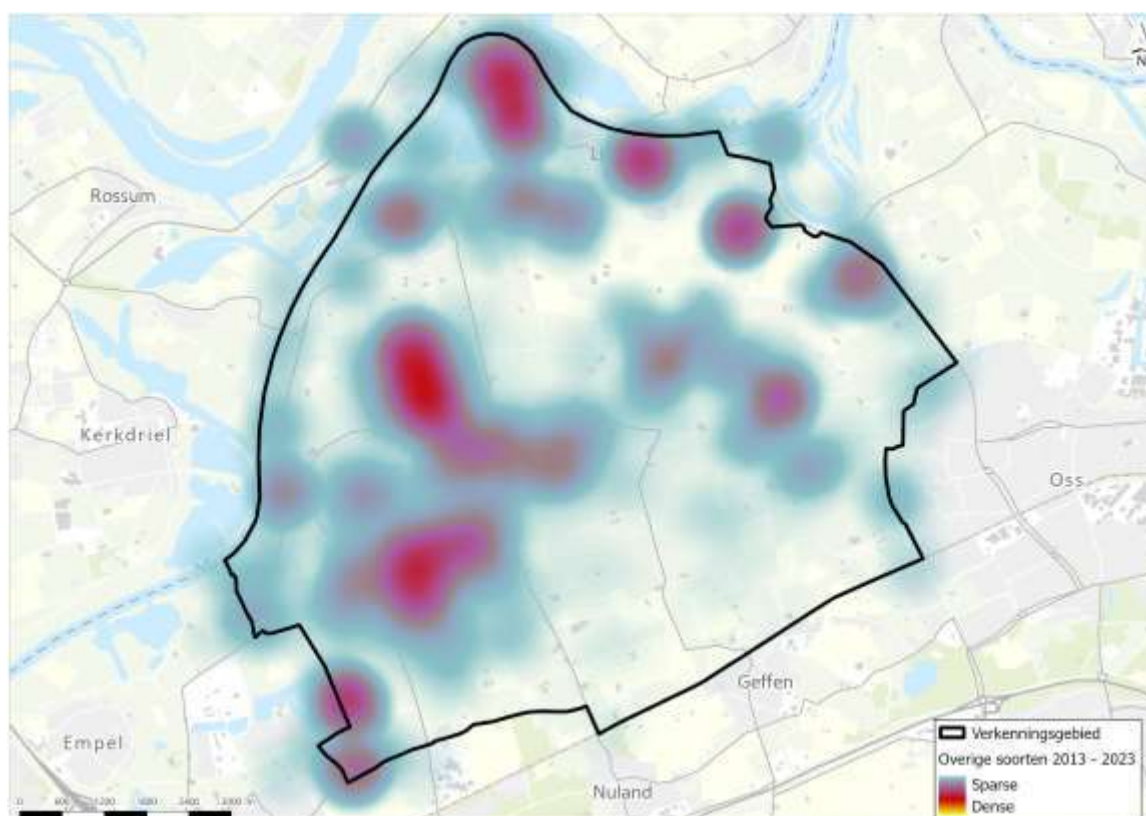 N
L
Rossum
Kerkdriel
Oss
Geffen
Empel
Nuland
Verkenningsgebied
Overige soorten 2013 - 2023
Sparse
Dense